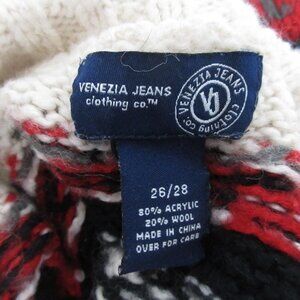 VENEZIA JEANS
clothing co.™
VENEZIA JEANS
clothing co.
26/28
80% ACRYLIC
20% WOOL
MADE IN CHINA
OVER FOR CARE